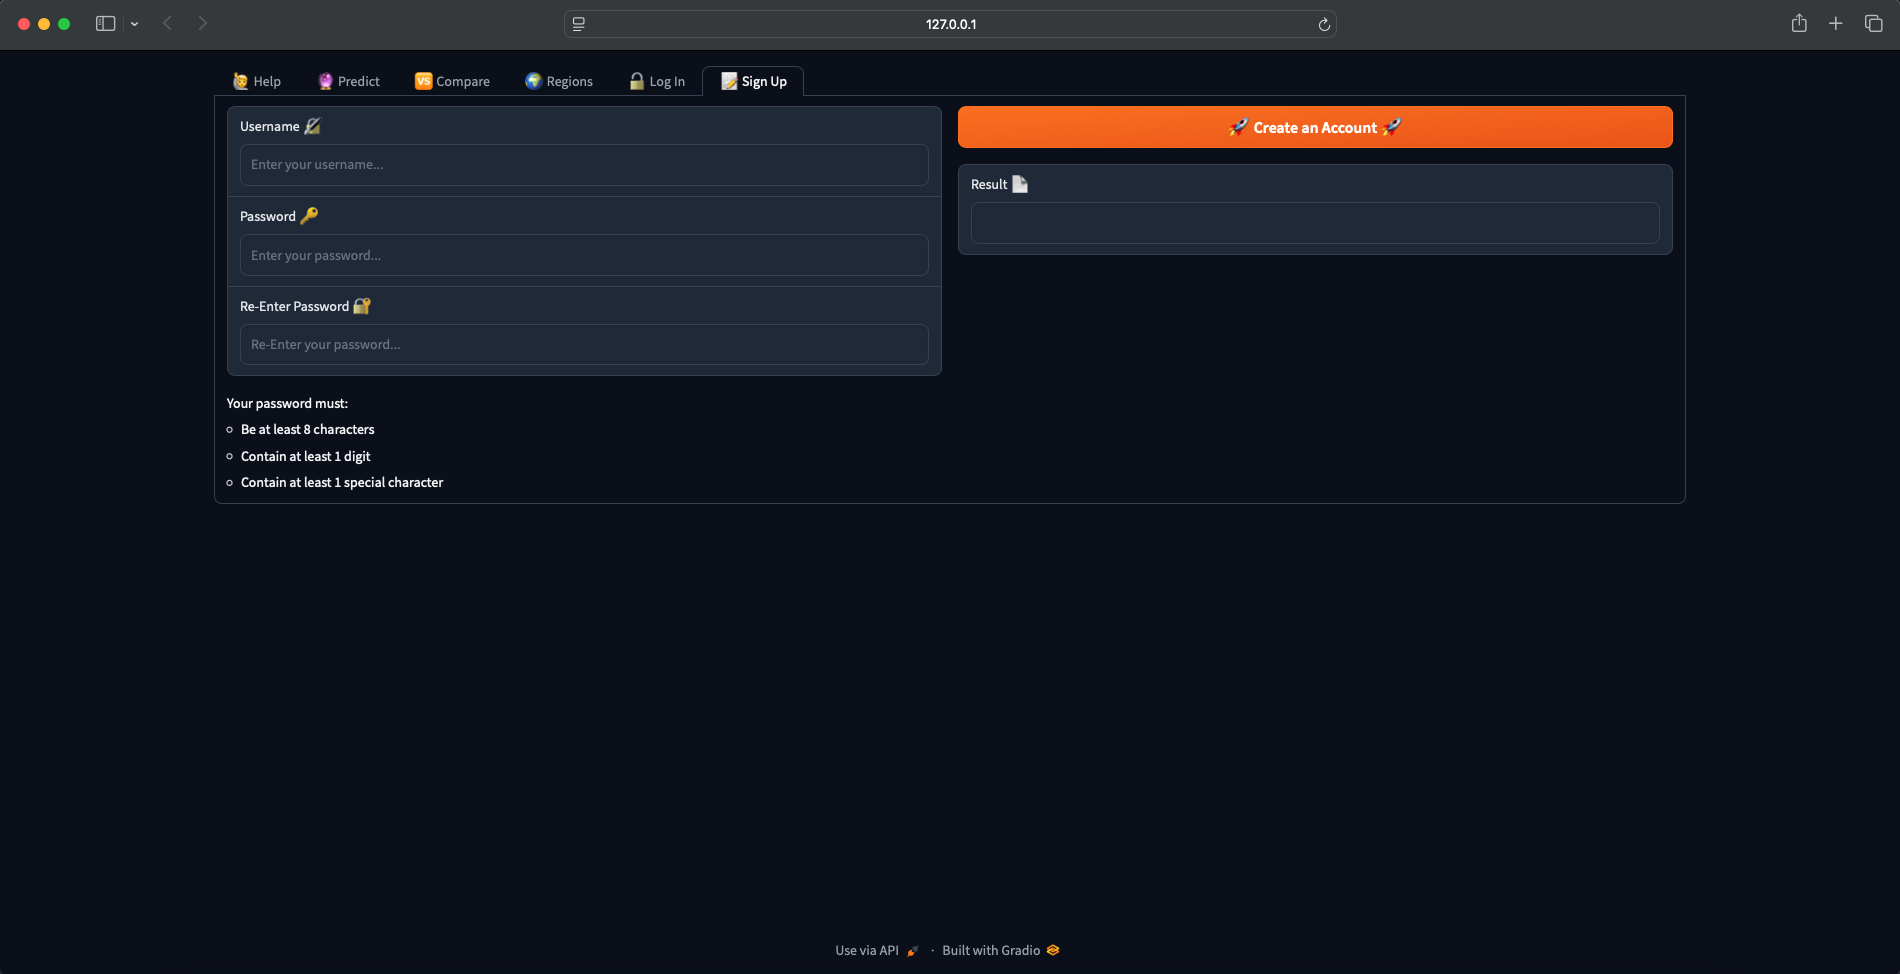 127.0.0.1
Help
Predict
VS Compare
Regions
Log In
Sign Up
Username
Enter your username...
Password
Enter your password...
Re-Enter Password
Re-Enter your password...
Your password must:
Be at least 8 characters
Contain at least 1 digit
Contain at least 1 special character
Create an Account
Result
Use via API · Built with Gradio